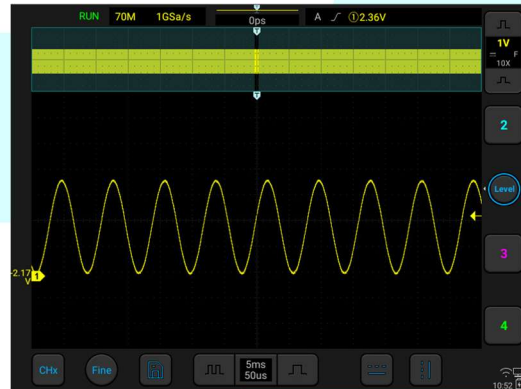 RUN 70M 1GSa/s 0ps A ①2.36V
T
1V
F
10X
T
2
Level
3
-2.17
V
1
4
CHx Fine 5ms
50us
10:52